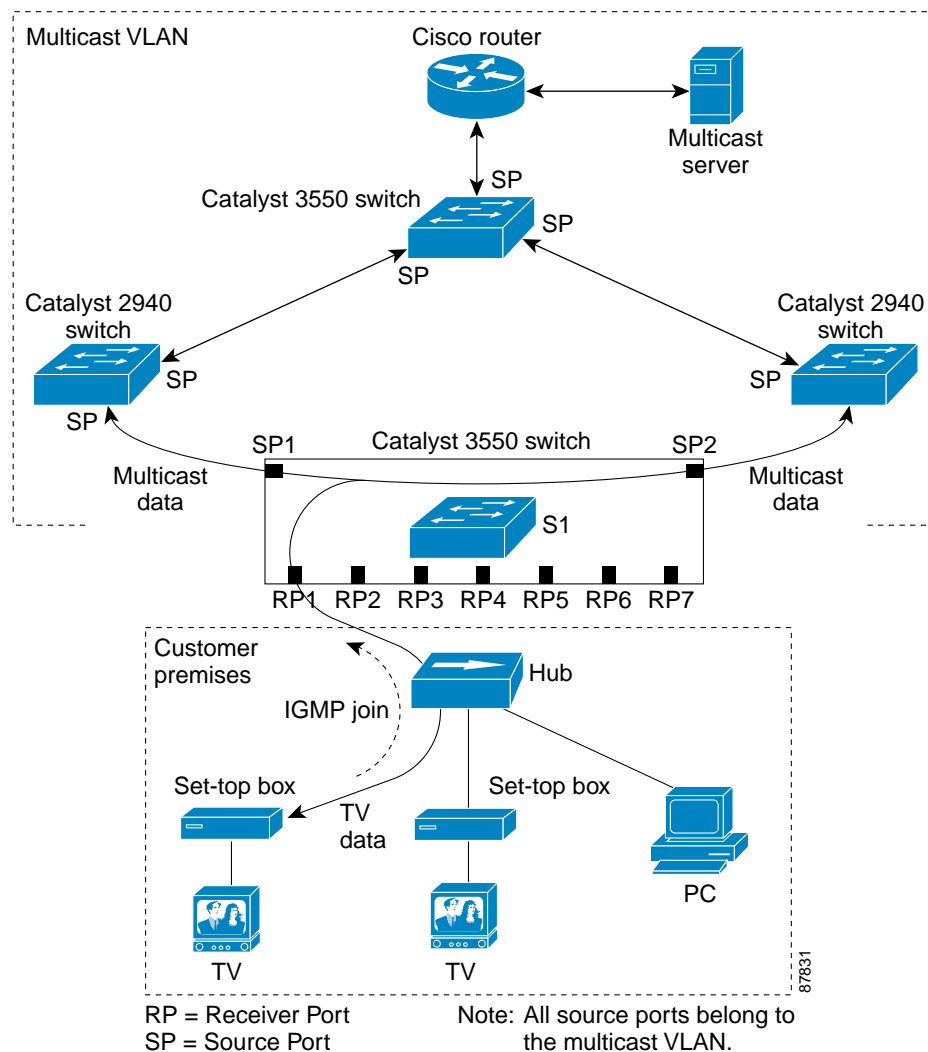 Multicast VLAN
Cisco router
Multicast
server
SP
Catalyst 3550 switch
SP
SP
Catalyst 2940
switch
Catalyst 2940
switch
SP
SP
SP
SP1
Catalyst 3550 switch
SP2
Multicast
data
Multicast
data
S1
RP1
RP2
RP3
RP4
RP5
RP6
RP7
Customer
premises
Hub
IGMP join
Set-top box
Set-top box
TV
data
PC
TV
TV
87831
RP = Receiver Port
SP = Source Port
Note: All source ports belong to
the multicast VLAN.